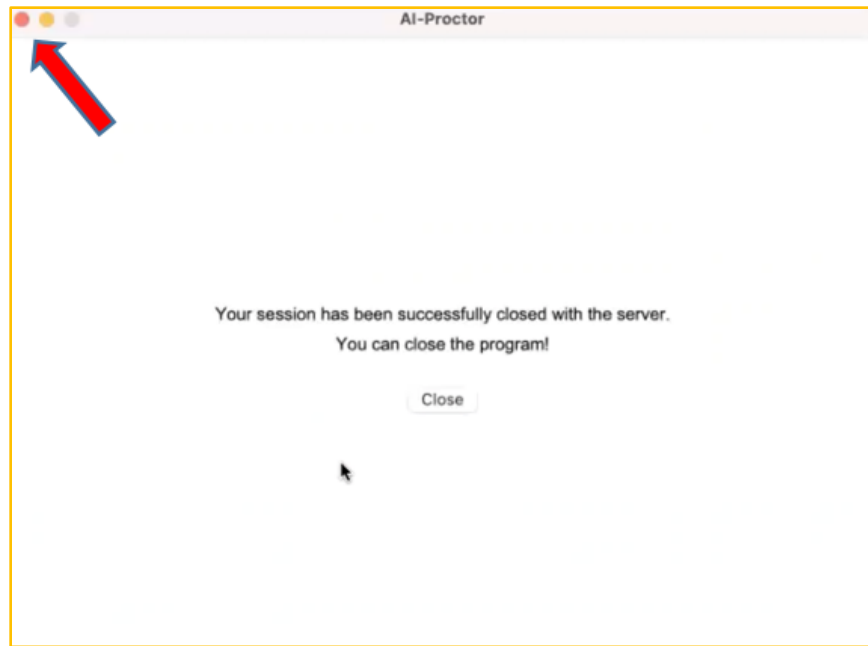 AI-Proctor
Your session has been successfully closed with the server.
You can close the program!
Close